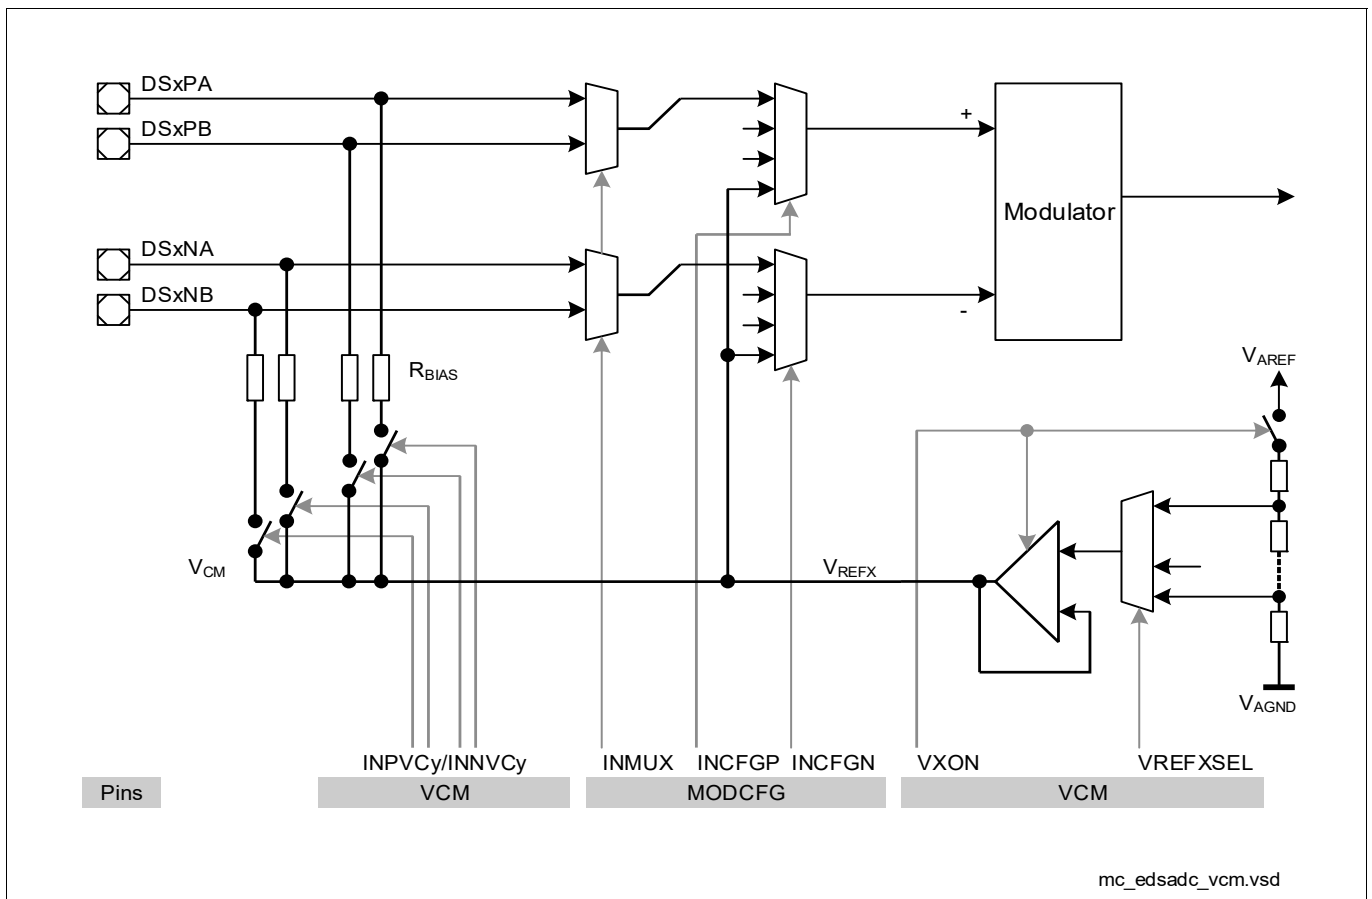 DSxPA
DSxPB
+
Modulator
DSxNA
DSxNB
-
RBIAS
VAREF
VCM
VREFX
VAGND
INPVCy/INNVCy
INMUX
INCFGP
INCFGN
VXON
VREFXSEL
Pins
VCM
MODCFG
VCM
mc_edsadc_vcm.vsd